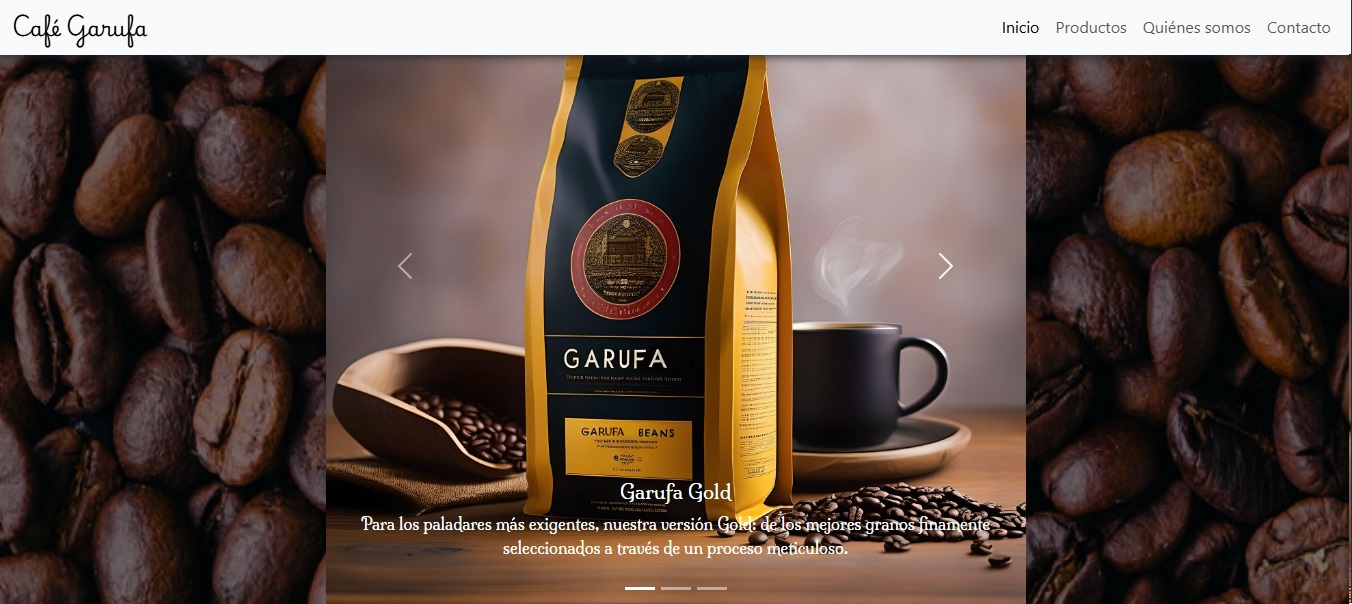 Café Garufa
Inicio Productos Quiénes somos Contacto
GARUFA
GARUFA BEANS
Garufa Gold
Para los paladares más exigentes, nuestra versión Gold: de los mejores granos finamente
seleccionados a través de un proceso meticuloso.